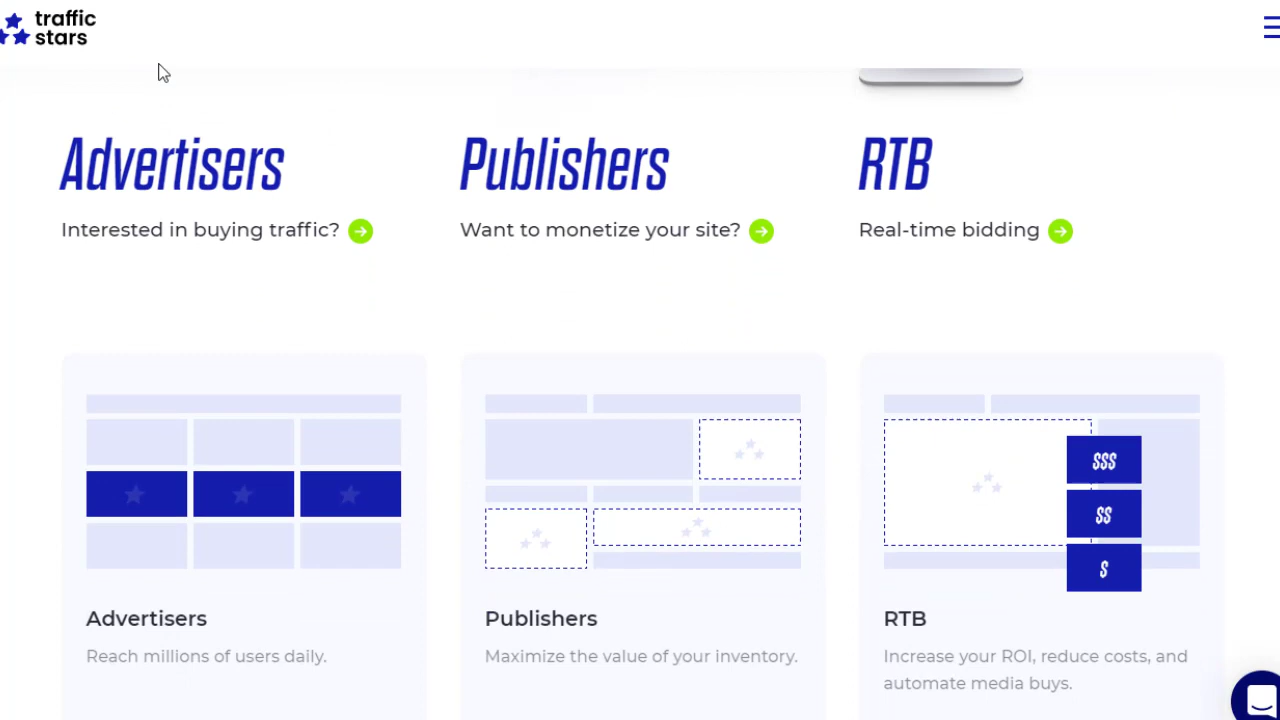 traffic
stars
Advertisers
Publishers
RTB
Interested in buying traffic?
Want to monetize your site?
Real-time bidding
$$$
$$
$
Advertisers
Reach millions of users daily.
Publishers
Maximize the value of your inventory.
RTB
Increase your ROI, reduce costs, and
automate media buys.